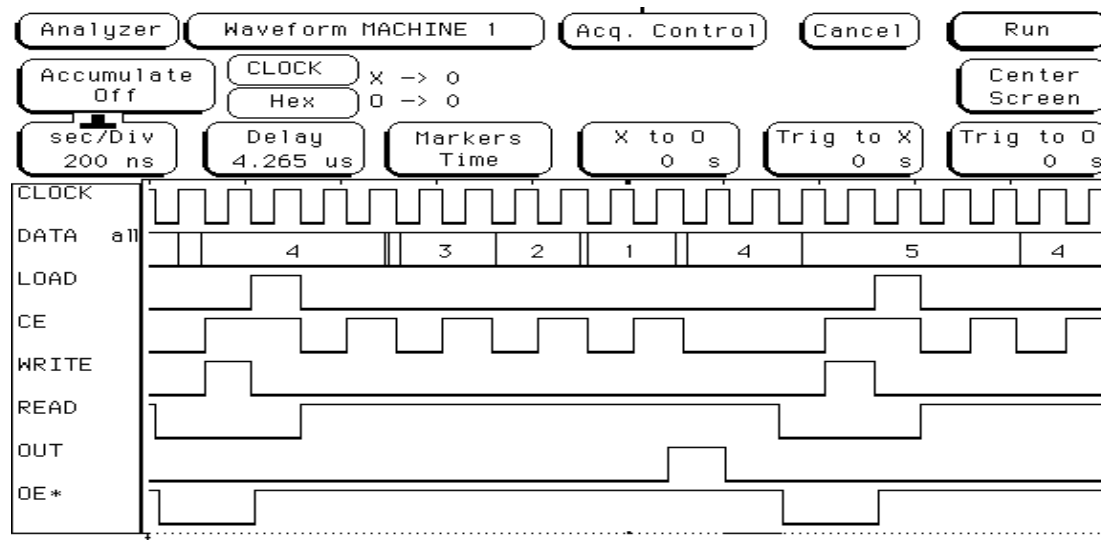 Analyzer Waveform MACHINE 1 Acq. Control Cancel Run
Accumulate Off
CLOCK X -> 0
Hex O -> 0
Center Screen
sec/Div Delay Markers X to O Trig to X Trig to O
200 ns 4.265 us Time 0 s 0 s 0 s
CLOCK
DATA all 4 3 2 1 4 5 4
LOAD
CE
WRITE
READ
OUT
OE*